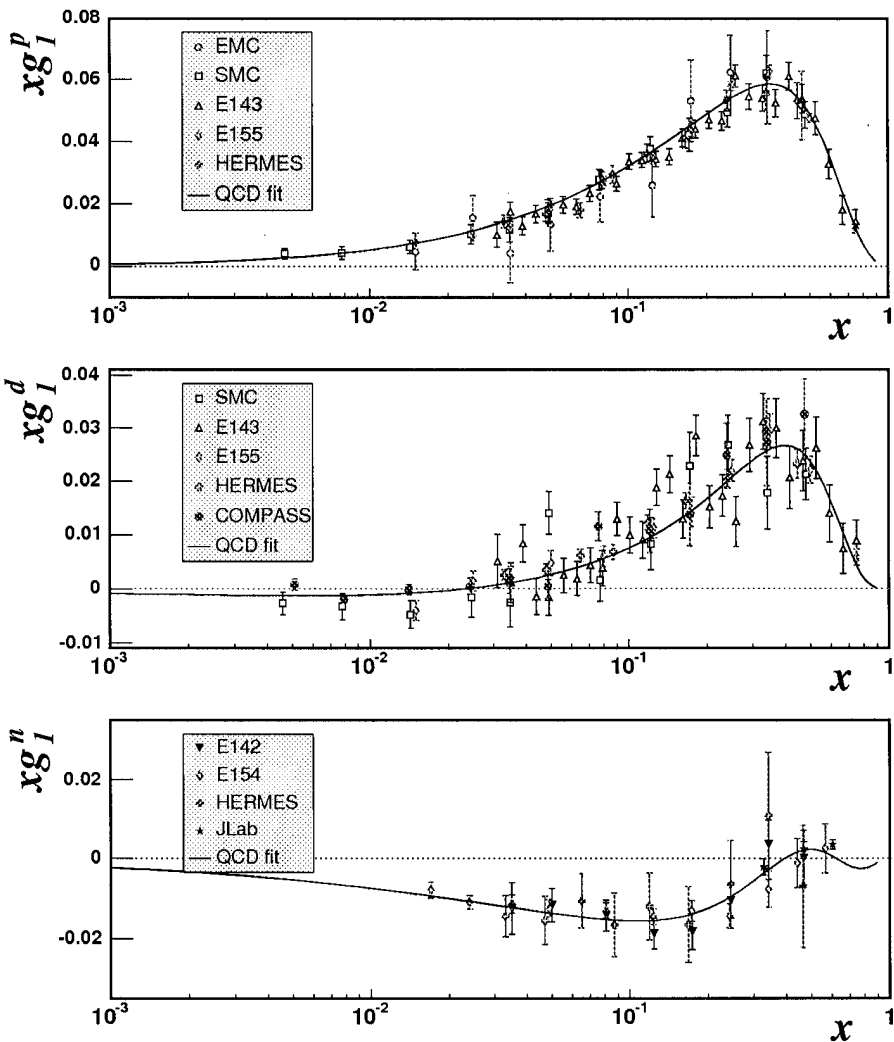 xg₁ᵖ
0.08
0.06
0.04
0.02
0
EMC
SMC
E143
E155
HERMES
QCD fit
10⁻³
10⁻²
10⁻¹
1
x
xg₁ᵈ
0.04
0.03
0.02
0.01
0
-0.01
SMC
E143
E155
HERMES
COMPASS
QCD fit
10⁻³
10⁻²
10⁻¹
1
x
xg₁ⁿ
0.02
0
-0.02
E142
E154
HERMES
JLab
QCD fit
10⁻³
10⁻²
10⁻¹
1
x